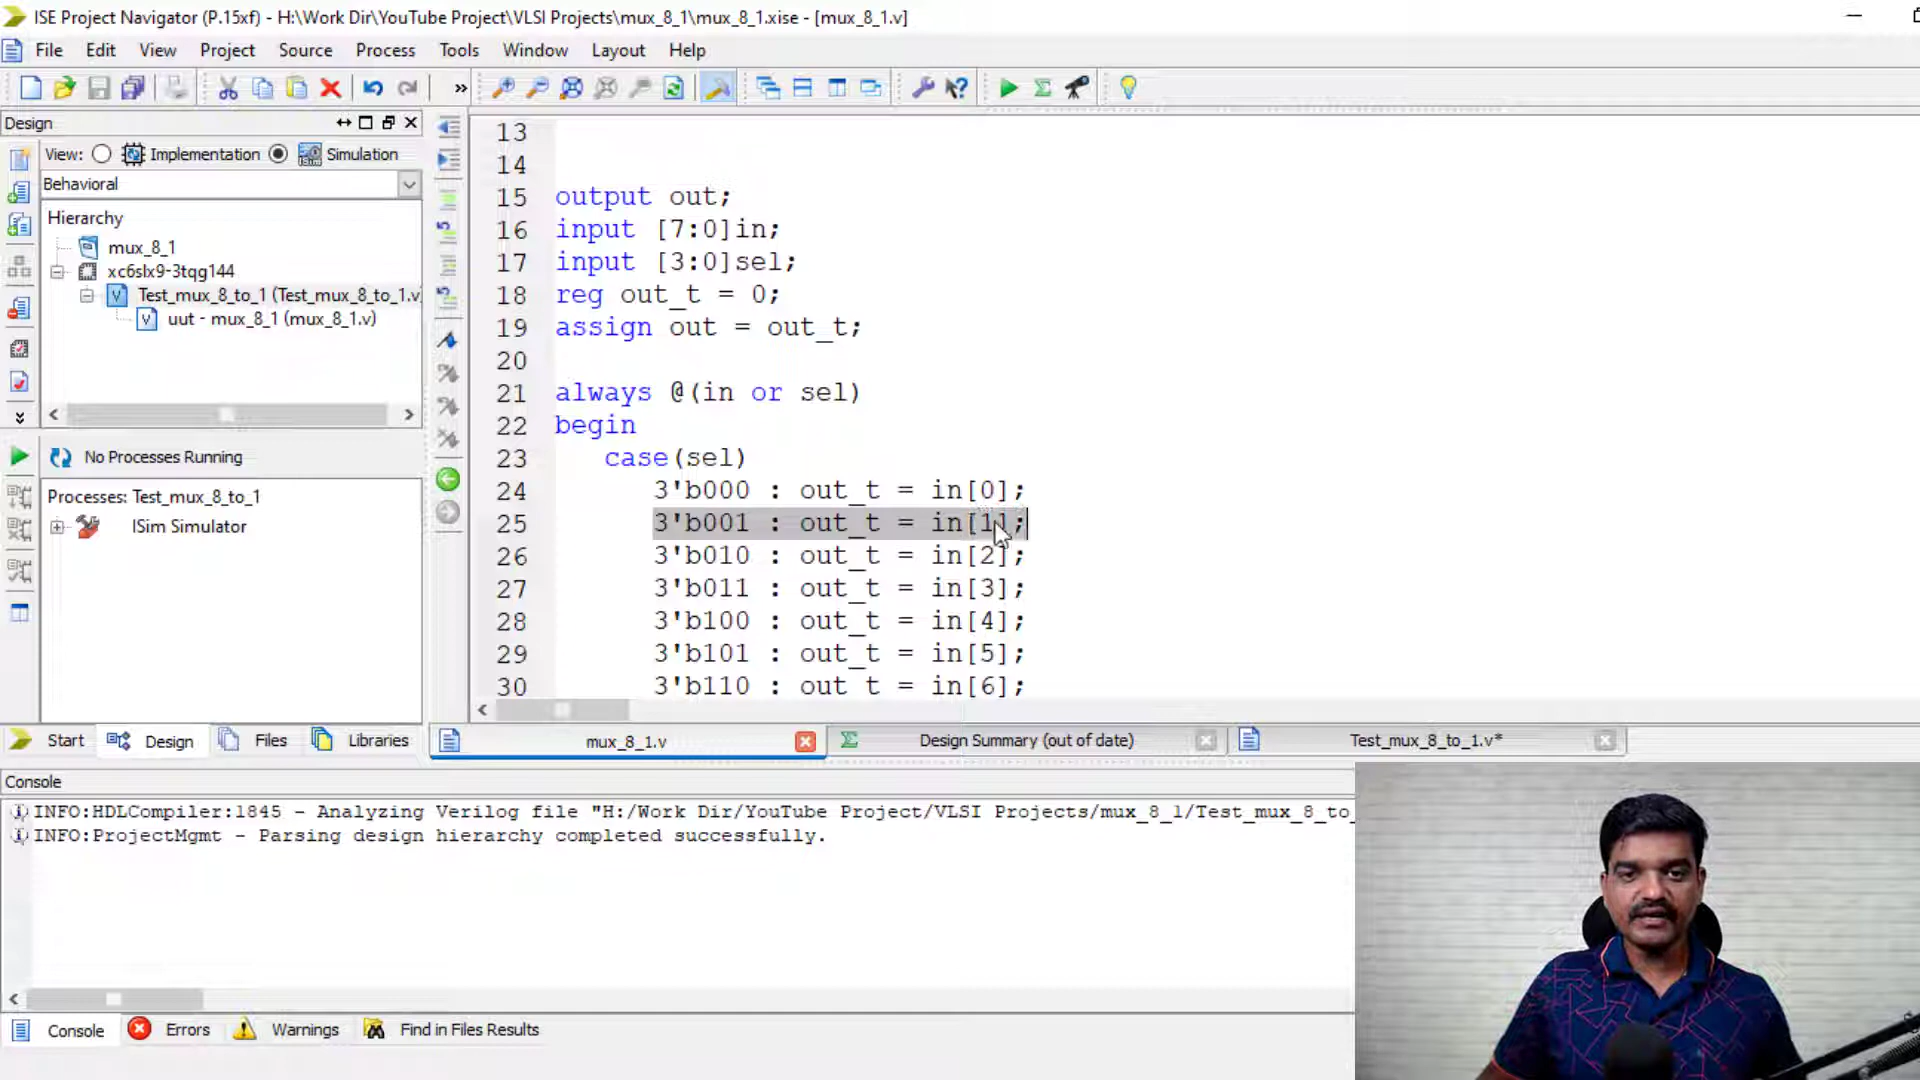 ISE Project Navigator (P.15xf) - H:\Work Dir\YouTube Project\VLSI Projects\mux_8_1\mux_8_1.xise - [mux_8_1.v]
File Edit View Project Source Process Tools Window Layout Help
Design
View: Implementation Simulation
Behavioral
Hierarchy
mux_8_1
xc6slx9-3tqg144
Test_mux_8_to_1 (Test_mux_8_to_1.v
uut - mux_8_1 (mux_8_1.v)
No Processes Running
Processes: Test_mux_8_to_1
ISim Simulator
Start Design Files Libraries
13
14
15 output out;
16 input [7:0]in;
17 input [3:0]sel;
18 reg out_t = 0;
19 assign out = out_t;
20
21 always @(in or sel)
22 begin
23 case(sel)
24 3'b000 : out_t = in[0];
25 3'b001 : out_t = in[1];
26 3'b010 : out_t = in[2];
27 3'b011 : out_t = in[3];
28 3'b100 : out_t = in[4];
29 3'b101 : out_t = in[5];
30 3'b110 : out_t = in[6];
mux_8_1.v Design Summary (out of date) Test_mux_8_to_1.v*
Console
INFO:HDLCompiler:1845 - Analyzing Verilog file "H:/Work Dir/YouTube Project/VLSI Projects/mux_8_1/Test_mux_8_to_
INFO:ProjectMgmt - Parsing design hierarchy completed successfully.
Console Errors Warnings Find in Files Results